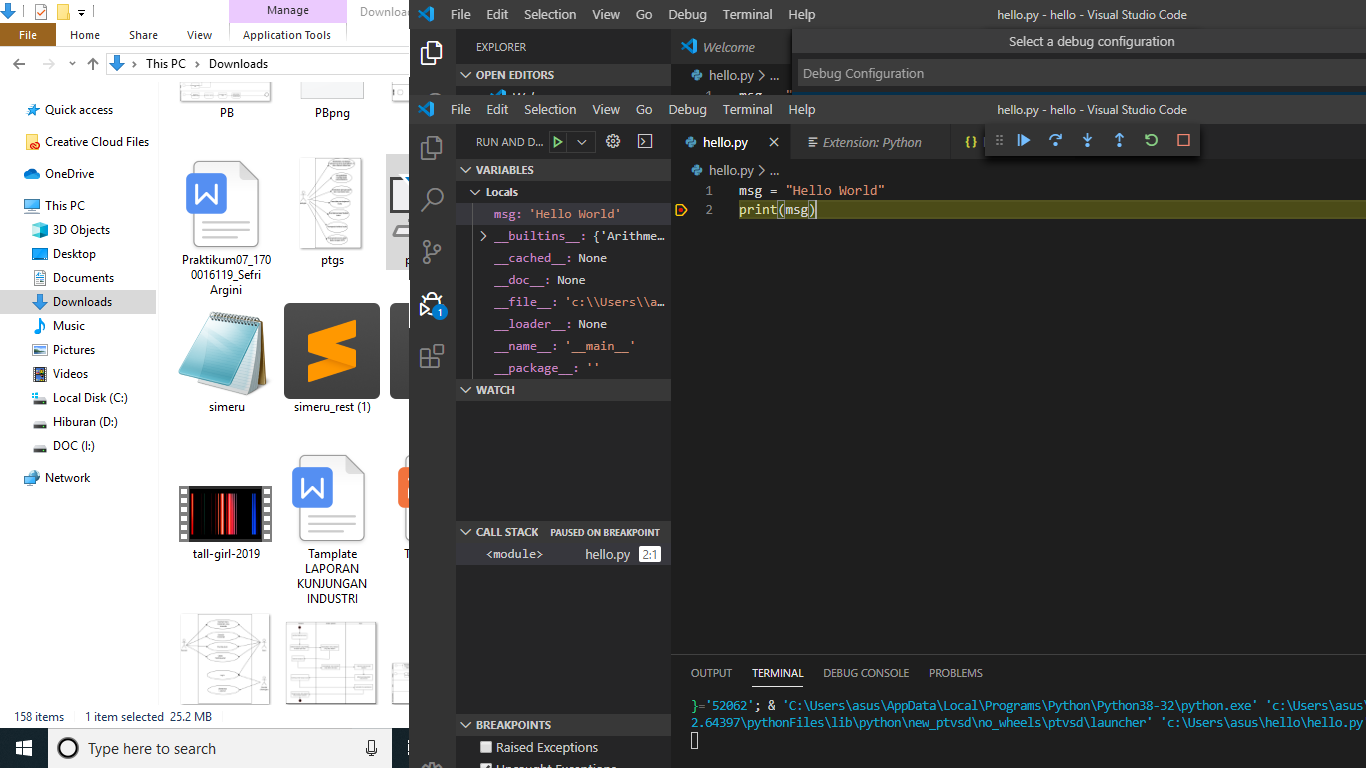 Manage
Downloads
File
Home
Share
View
Application Tools
This PC
Downloads
Quick access
Creative Cloud Files
OneDrive
This PC
3D Objects
Desktop
Documents
Downloads
Music
Pictures
Videos
Local Disk (C:)
Hiburan (D:)
DOC (I:)
Network
PB
PBpng
Praktikum07_170
0016119_Sefri
Argini
ptgs
simeru
simeru_rest (1)
tall-girl-2019
Tamplate
LAPORAN
KUNJUNGAN
INDUSTRI
158 items
1 item selected 25.2 MB
Type here to search
File Edit Selection View Go Debug Terminal Help
hello.py - hello - Visual Studio Code
EXPLORER
Welcome
Select a debug configuration
OPEN EDITORS
hello.py > ...
Debug Configuration
File Edit Selection View Go Debug Terminal Help
hello.py - hello - Visual Studio Code
RUN AND D...
hello.py
Extension: Python
{}
VARIABLES
Locals
msg: 'Hello World'
__builtins__: {'Arithme...
__cached__: None
__doc__: None
__file__: 'c:\\Users\\a...
__loader__: None
__name__: '__main__'
__package__: ''
WATCH
CALL STACK PAUSED ON BREAKPOINT
<module> hello.py 2:1
BREAKPOINTS
Raised Exceptions
Uncaught Exceptions
1
hello.py > ...
1 msg = "Hello World"
2 print(msg)
OUTPUT TERMINAL DEBUG CONSOLE PROBLEMS
}='52062'; & 'C:\Users\asus\AppData\Local\Programs\Python\Python38-32\python.exe' 'c:\Users\asus\
2.64397\pythonFiles\lib\python\new_ptvsd\no_wheels\ptvsd\launcher' 'c:\Users\asus\hello\hello.py